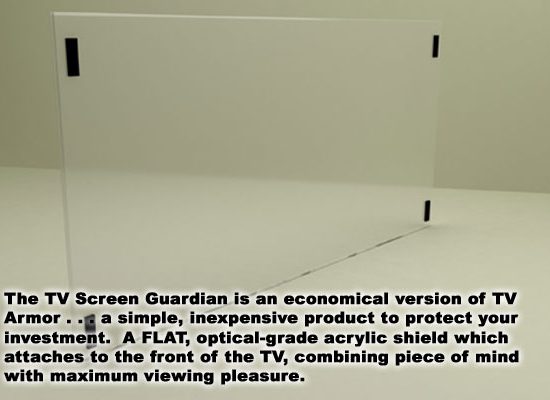 The TV Screen Guardian is an economical version of TV
Armor . . . a simple, inexpensive product to protect your
investment.  A FLAT, optical-grade acrylic shield which
attaches to the front of the TV, combining piece of mind
with maximum viewing pleasure.